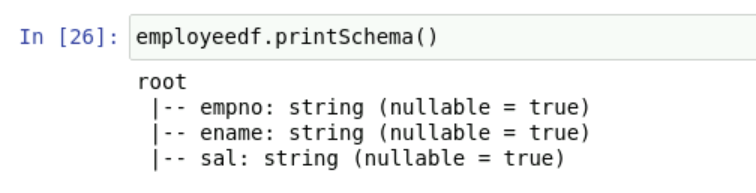 In [26]: employeedf.printSchema()
root
 |-- empno: string (nullable = true)
 |-- ename: string (nullable = true)
 |-- sal: string (nullable = true)